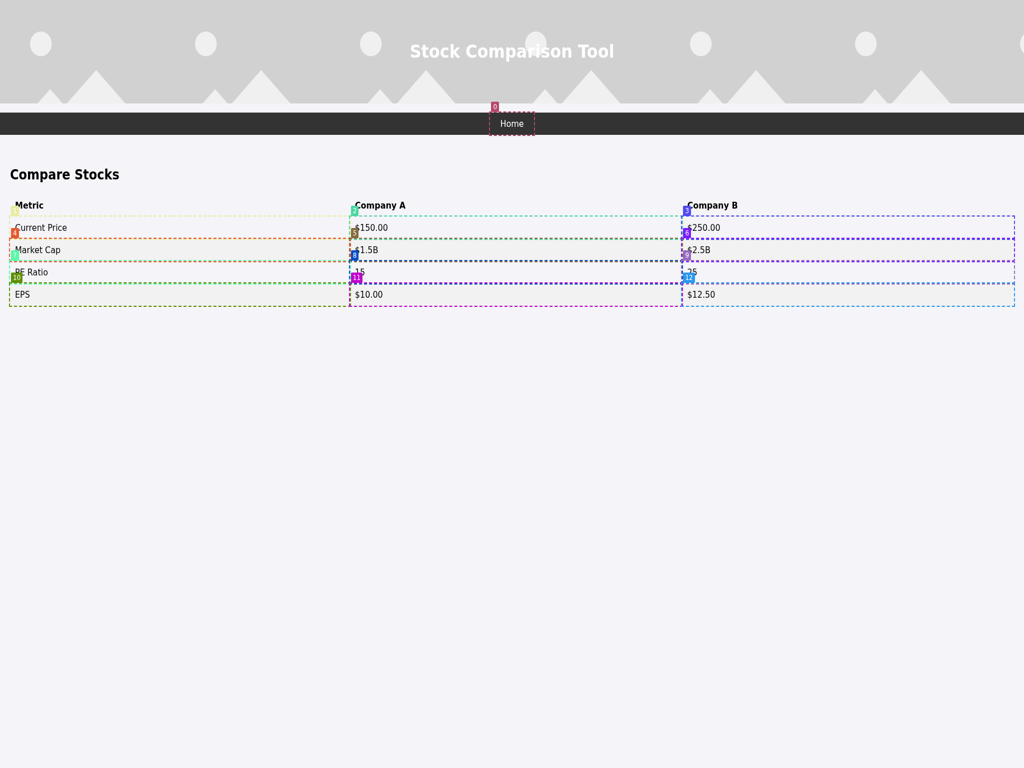 Stock Comparison Tool
0
Home
Compare Stocks
Metric Company A Company B
2 3
Current Price $150.00 $250.00
4 5 6
Market Cap $1.5B $2.5B
8 9
PE Ratio 15 25
10 11 12
EPS $10.00 $12.50